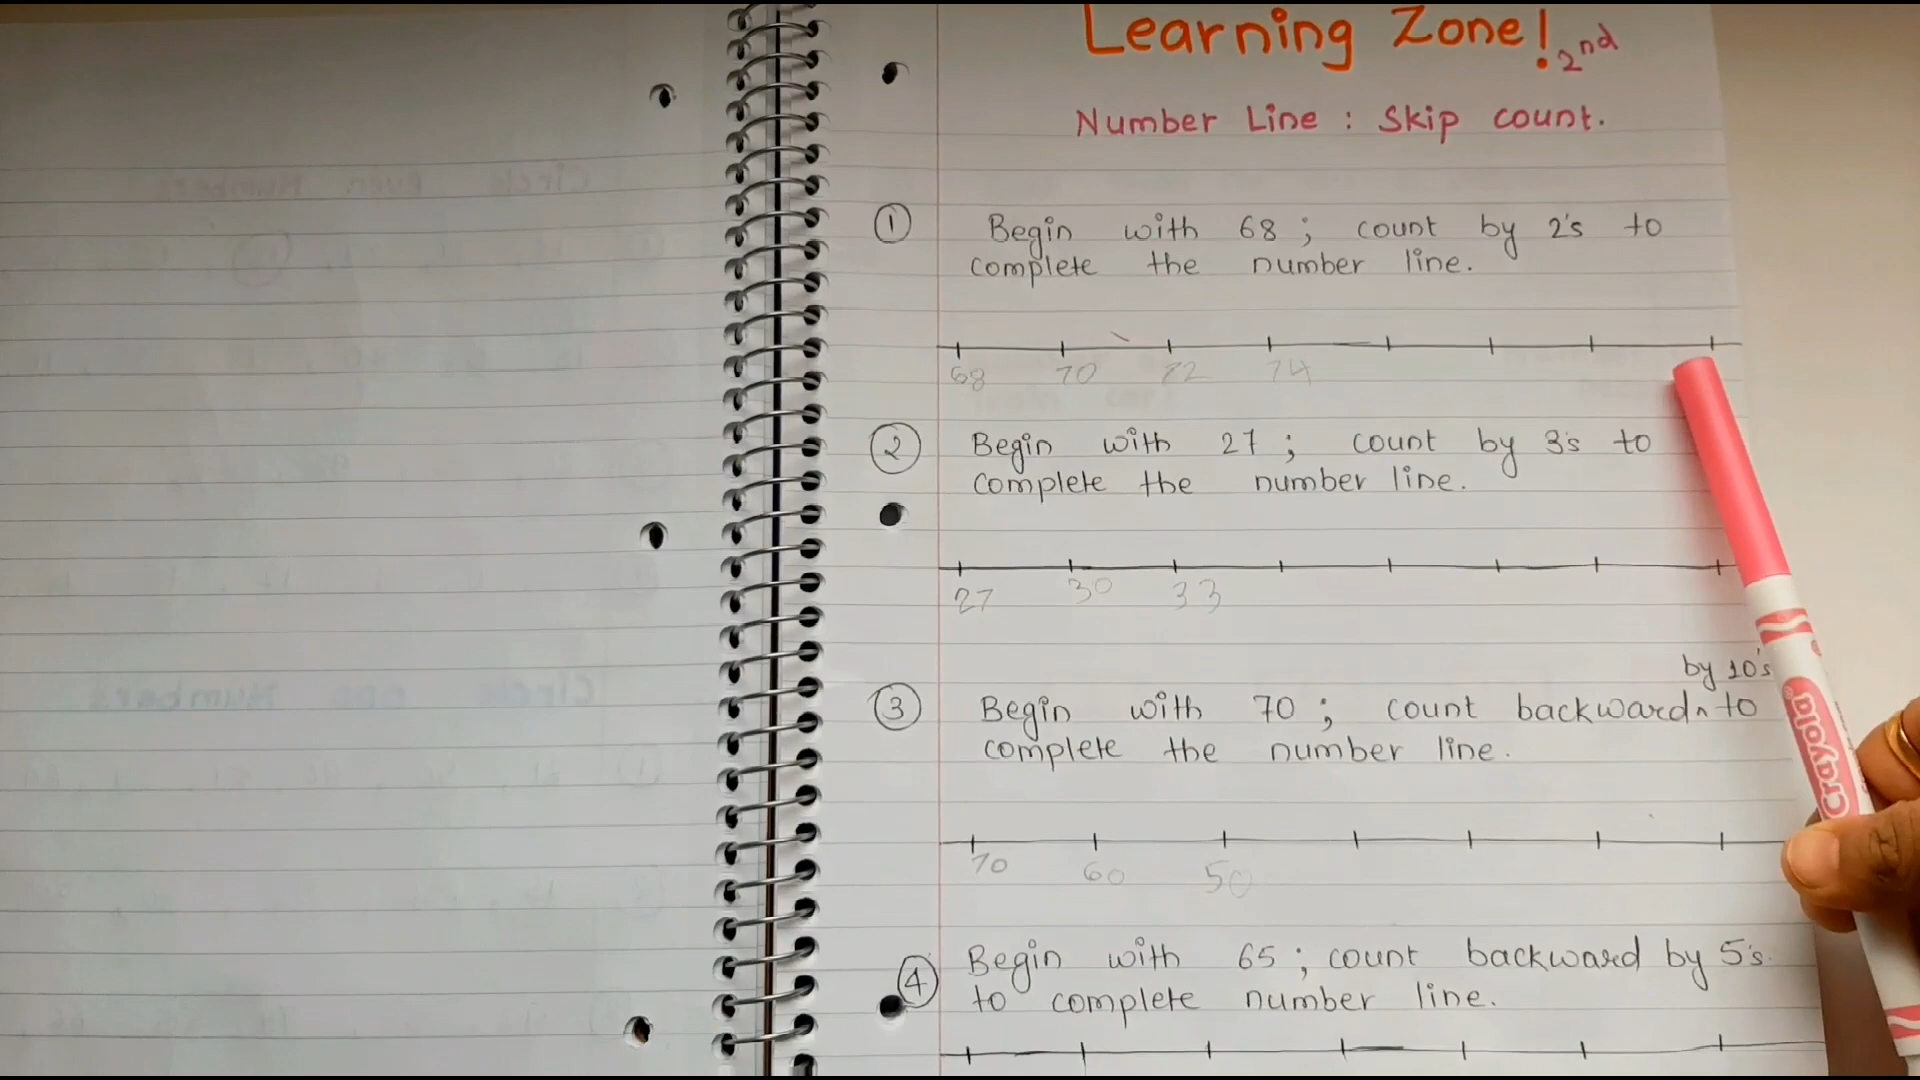 Learning Zone! 2nd
Number Line : Skip count.
1 Begin with 68 ; count by 2's to
complete the number line.
68 70 72 74
2 Begin with 27 ; count by 3's to
complete the number line.
27 30 33
by 10's
3 Begin with 70 ; count backward ^ to
complete the number line.
70 60 50
4 Begin with 65 ; count backward by 5's.
to complete number line.
Crayola